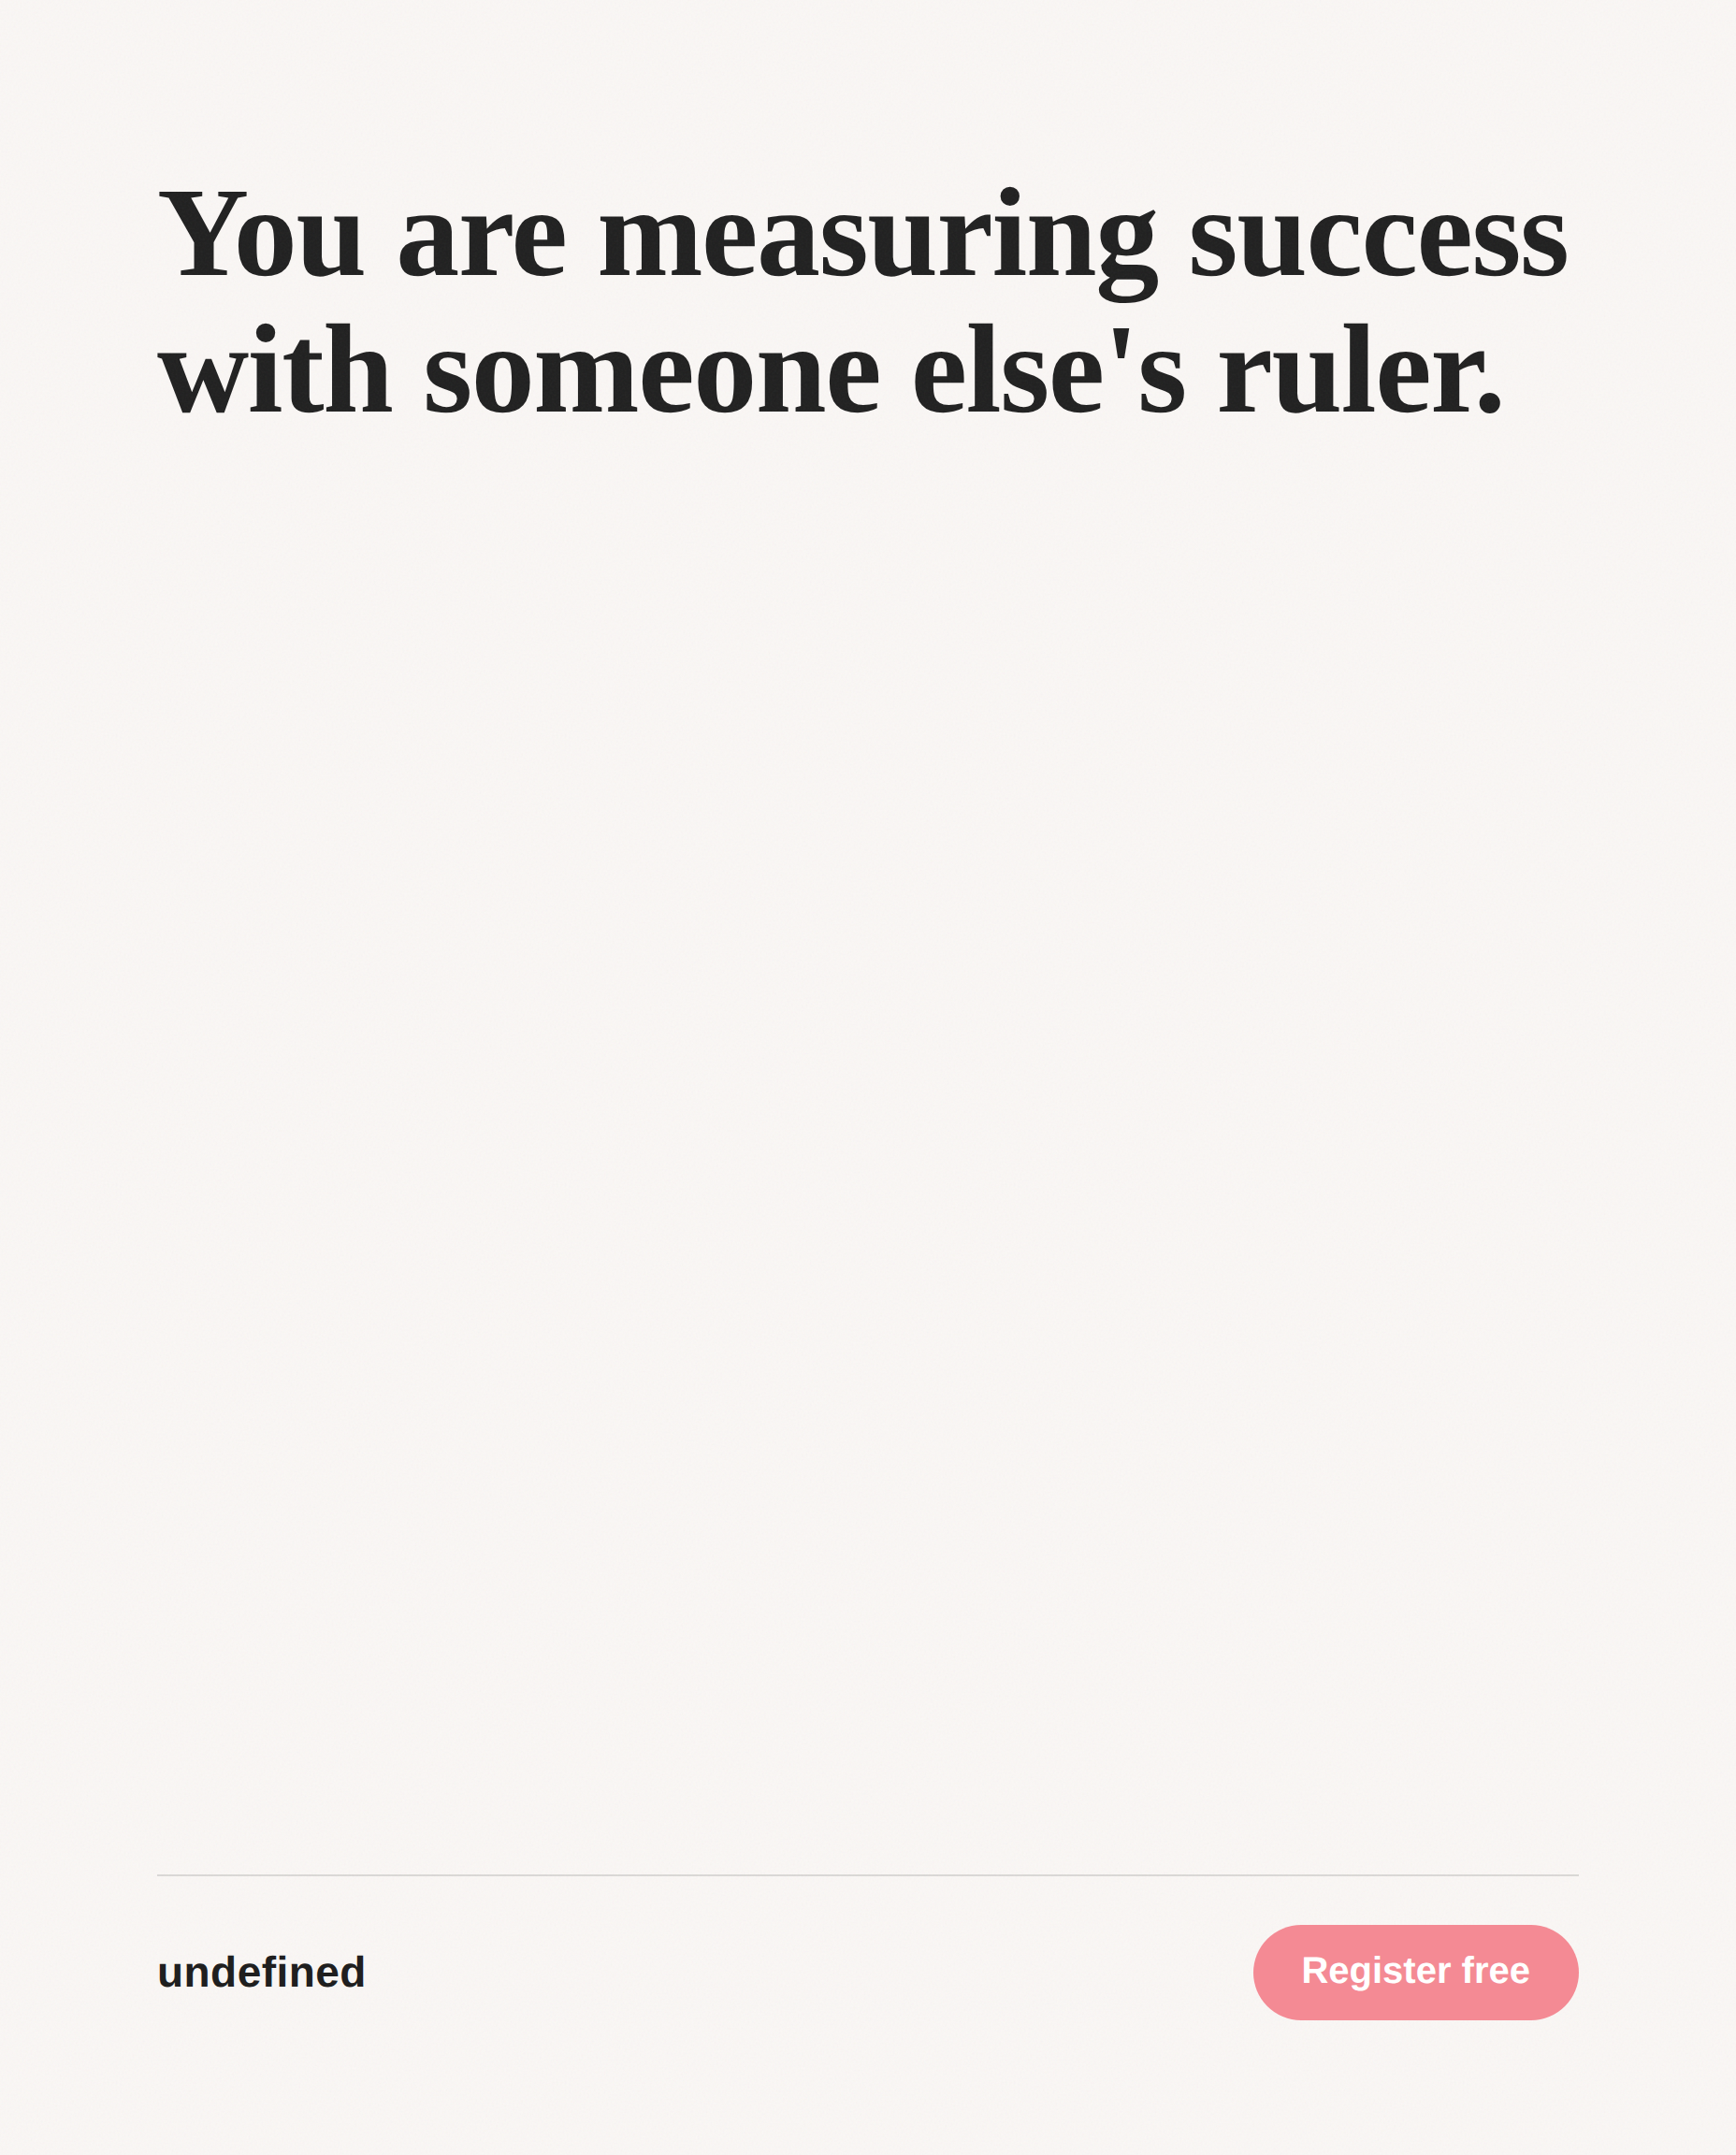 You are measuring success
with someone else's ruler.
undefined
Register free